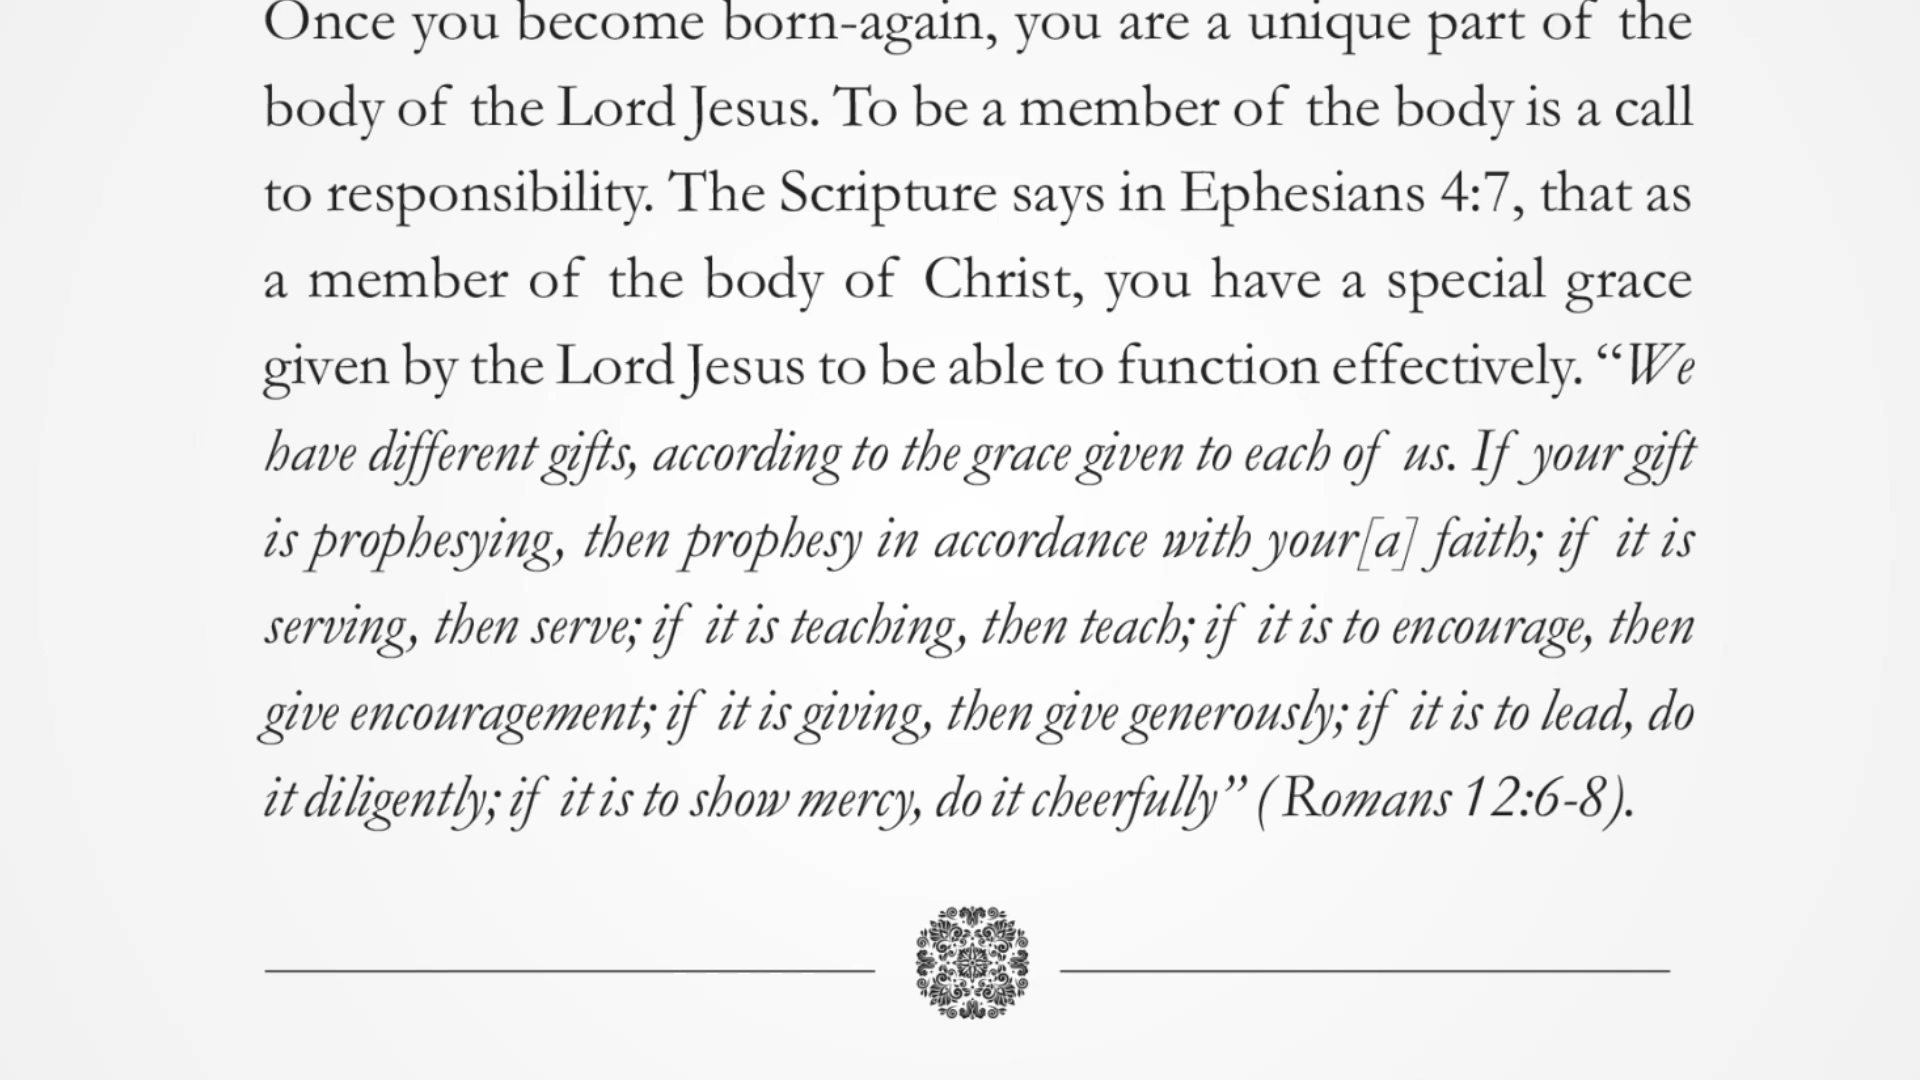 Once you become born-again, you are a unique part of the
body of the Lord Jesus. To be a member of the body is a call
to responsibility. The Scripture says in Ephesians 4:7, that as
a member of the body of Christ, you have a special grace
given by the Lord Jesus to be able to function effectively. “We
have different gifts, according to the grace given to each of us. If your gift
is prophesying, then prophesy in accordance with your[a] faith; if it is
serving, then serve; if it is teaching, then teach; if it is to encourage, then
give encouragement; if it is giving, then give generously; if it is to lead, do
it diligently; if it is to show mercy, do it cheerfully” (Romans 12:6-8).